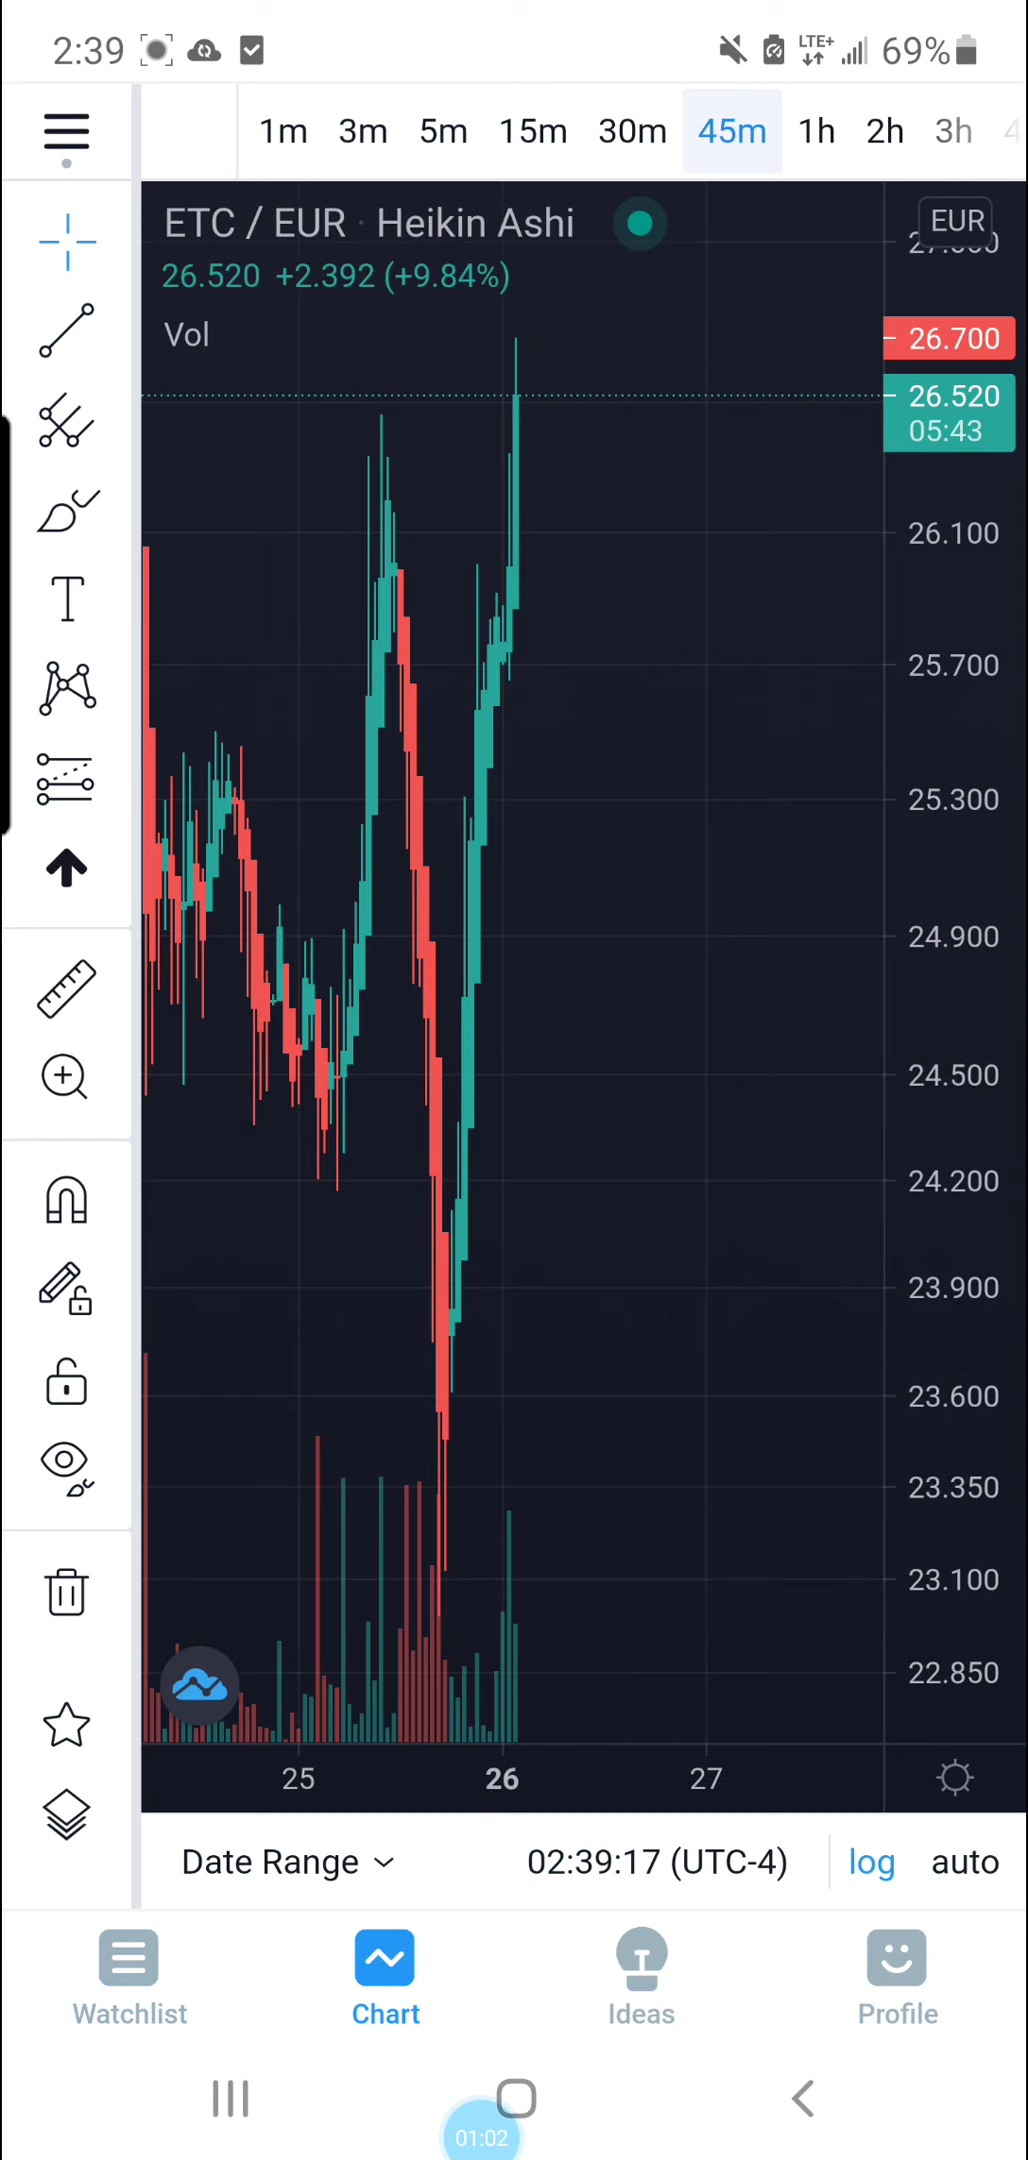 2:39
LTE+
69%
1m 3m 5m 15m 30m 45m 1h 2h 3h 4
ETC / EUR · Heikin Ashi
EUR
26.520 +2.392 (+9.84%)
Vol
26.700
26.520
05:43
26.100
25.700
25.300
24.900
24.500
24.200
23.900
23.600
23.350
23.100
22.850
25 26 27
Date Range 02:39:17 (UTC-4) log auto
Watchlist Chart Ideas Profile
01:02